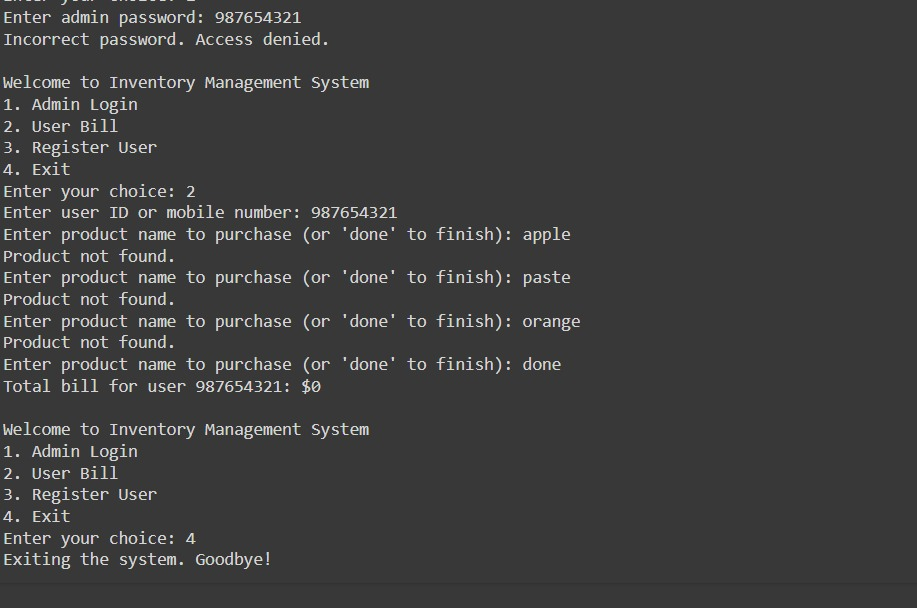 Enter admin password: 987654321
Incorrect password. Access denied.
Welcome to Inventory Management System
1. Admin Login
2. User Bill
3. Register User
4. Exit
Enter your choice: 2
Enter user ID or mobile number: 987654321
Enter product name to purchase (or 'done' to finish): apple
Product not found.
Enter product name to purchase (or 'done' to finish): paste
Product not found.
Enter product name to purchase (or 'done' to finish): orange
Product not found.
Enter product name to purchase (or 'done' to finish): done
Total bill for user 987654321: $0
Welcome to Inventory Management System
1. Admin Login
2. User Bill
3. Register User
4. Exit
Enter your choice: 4
Exiting the system. Goodbye!